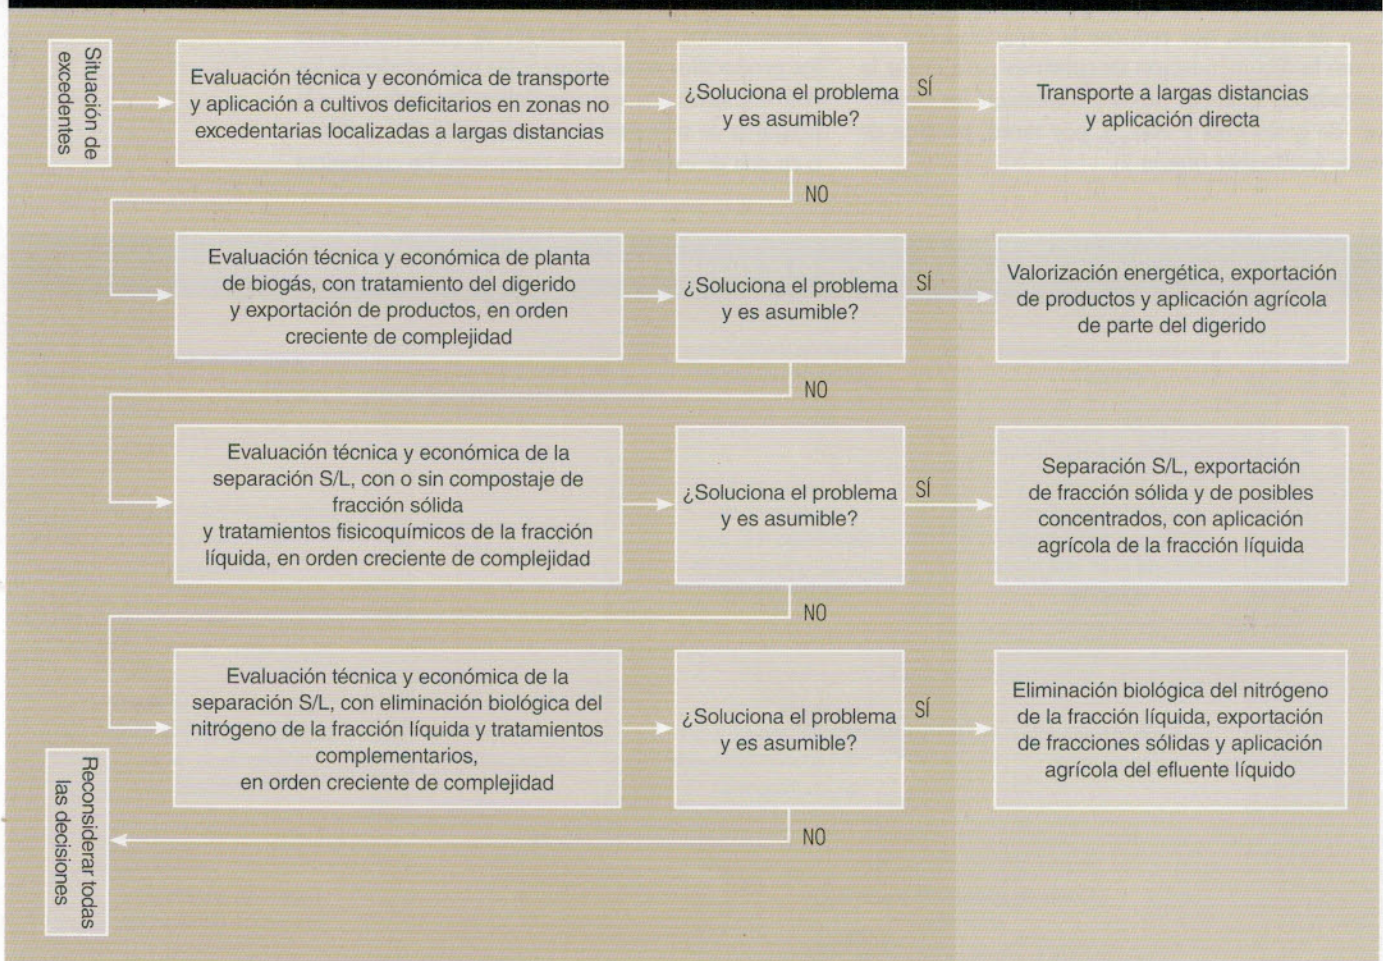 Situación de
excedentes
Evaluación técnica y económica de transporte
y aplicación a cultivos deficitarios en zonas no
excedentarias localizadas a largas distancias
¿Soluciona el problema
y es asumible?
SÍ
Transporte a largas distancias
y aplicación directa
NO
Evaluación técnica y económica de planta
de biogás, con tratamiento del digerido
y exportación de productos, en orden
creciente de complejidad
¿Soluciona el problema
y es asumible?
SÍ
Valorización energética, exportación
de productos y aplicación agrícola
de parte del digerido
NO
Evaluación técnica y económica de la
separación S/L, con o sin compostaje de
fracción sólida
y tratamientos fisicoquímicos de la fracción
líquida, en orden creciente de complejidad
¿Soluciona el problema
y es asumible?
SÍ
Separación S/L, exportación
de fracción sólida y de posibles
concentrados, con aplicación
agrícola de la fracción líquida
NO
Evaluación técnica y económica de la
separación S/L, con eliminación biológica del
nitrógeno de la fracción líquida y tratamientos
complementarios,
en orden creciente de complejidad
¿Soluciona el problema
y es asumible?
SÍ
Eliminación biológica del nitrógeno
de la fracción líquida, exportación
de fracciones sólidas y aplicación
agrícola del efluente líquido
NO
Reconsiderar todas
las decisiones